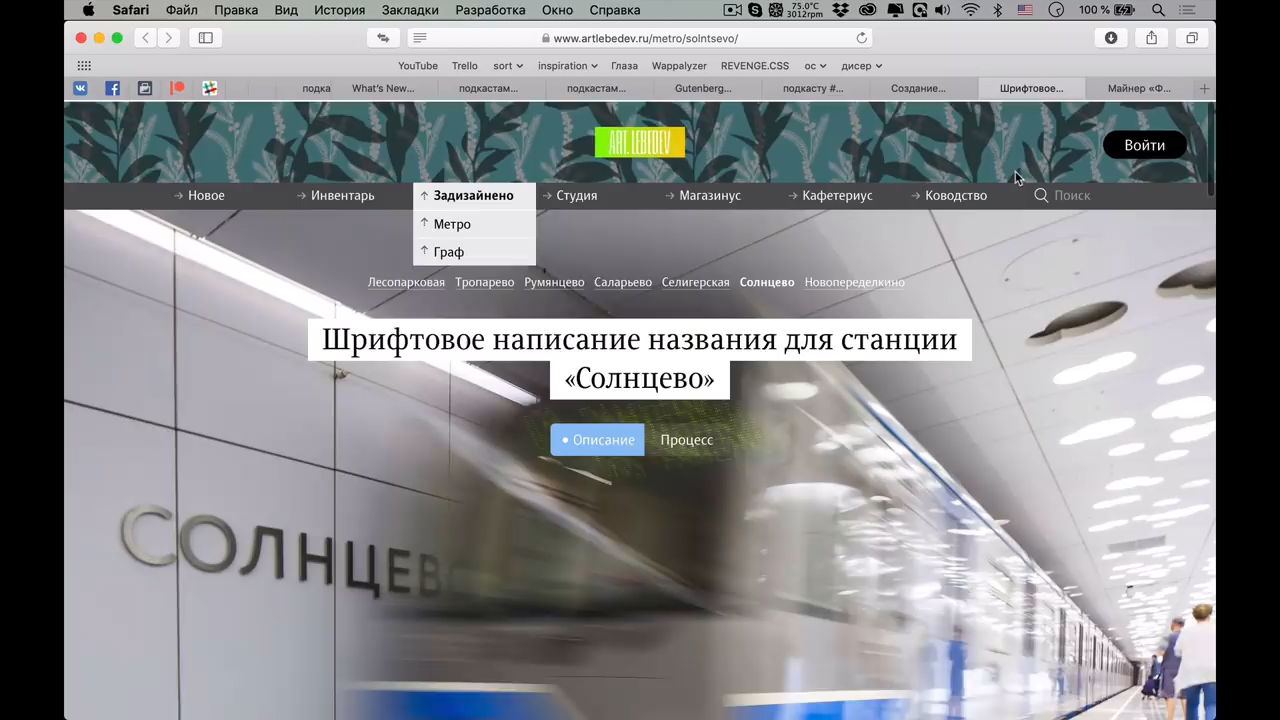 Safari Файл Правка Вид История Закладки Разработка Окно Справка 75.0°C 3012rpm 100 %
www.artlebedev.ru/metro/solntsevo/
YouTube Trello sort inspiration Глаза Wappalyzer REVENGE.CSS ос дисер
подка What's New... подкастам... подкастам... Gutenberg... подкасту #... Создание... Шрифтовое... Майнер «Ф...
ART. LEBEDEV
Войти
Новое Инвентарь Задизайнено Студия Магазинус Кафетериус Ководство Поиск
Метро
Граф
Лесопарковая Тропарево Румянцево Саларьево Селигерская Солнцево Новопеределкино
Шрифтовое написание названия для станции
«Солнцево»
Описание Процесс
СОЛНЦЕВ